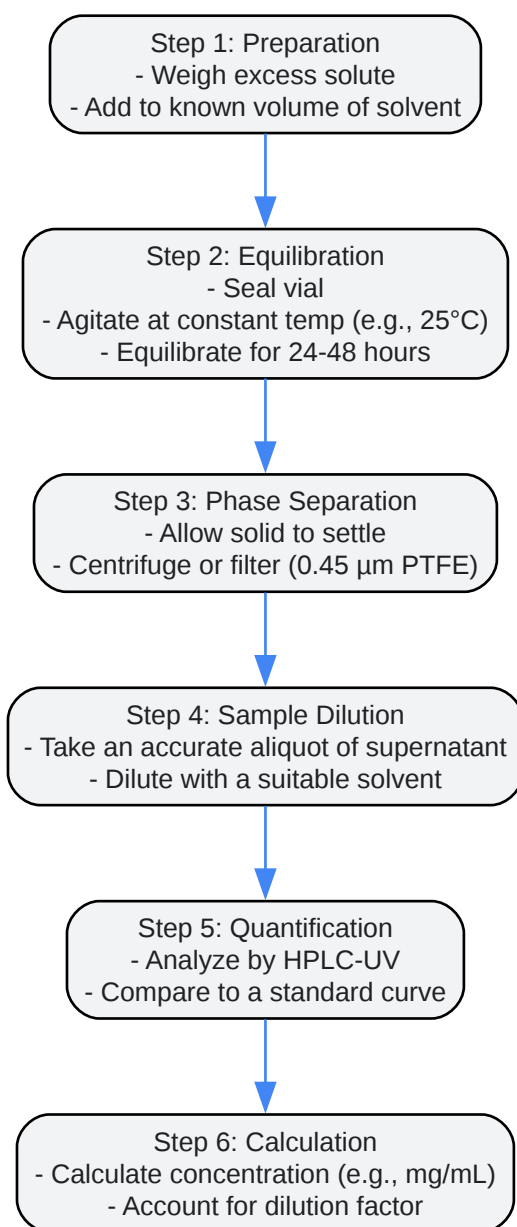 Step 1: Preparation
- Weigh excess solute
- Add to known volume of solvent
Step 2: Equilibration
- Seal vial
- Agitate at constant temp (e.g., 25°C)
- Equilibrate for 24-48 hours
Step 3: Phase Separation
- Allow solid to settle
- Centrifuge or filter (0.45 µm PTFE)
Step 4: Sample Dilution
- Take an accurate aliquot of supernatant
- Dilute with a suitable solvent
Step 5: Quantification
- Analyze by HPLC-UV
- Compare to a standard curve
Step 6: Calculation
- Calculate concentration (e.g., mg/mL)
- Account for dilution factor